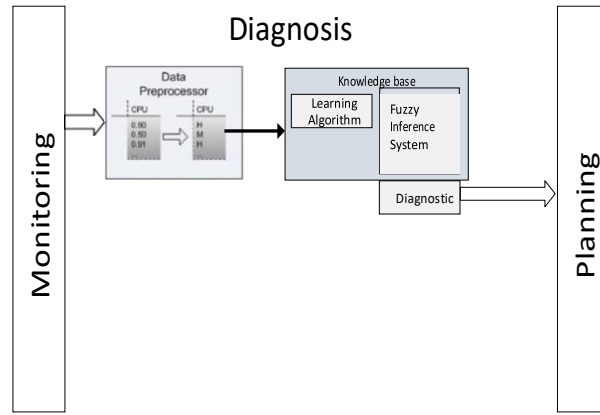 Diagnosis
Monitoring
Data
Preprocessor
CPU
CPU
0.90
0.50
0.91
...
H
M
H
...
Knowledge base
Learning
Algorithm
Fuzzy
Inference
System
Diagnostic
Planning